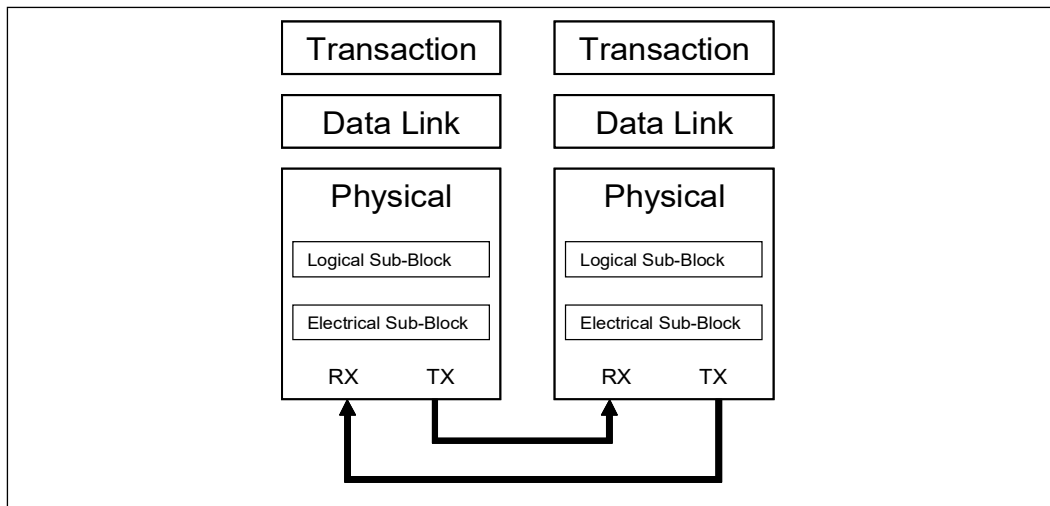 Transaction
Transaction
Data Link
Data Link
Physical
Physical
Logical Sub-Block
Logical Sub-Block
Electrical Sub-Block
Electrical Sub-Block
RX TX
RX TX